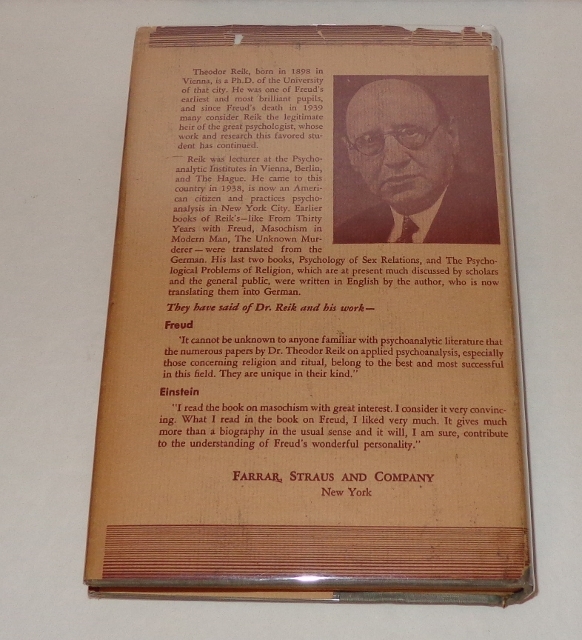 Theodor Reik, born in 1898 in
Vienna, is a Ph.D. of the University
of that city. He was one of Freud's
earliest and most brilliant pupils,
and since Freud's death in 1939
many consider Reik the legitimate
heir of the great psychologist, whose
work and research this favored stu-
dent has continued.
Reik was lecturer at the Psycho-
analytic Institutes in Vienna, Berlin,
and The Hague. He came to this
country in 1938, is now an Ameri-
can citizen and practices psycho-
analysis in New York City. Earlier
books of Reik's—like From Thirty
Years with Freud, Masochism in
Modern Man, The Unknown Mur-
derer—were translated from the
German. His last two books, Psychology of Sex Relations, and The Psycho-
logical Problems of Religion, which are at present much discussed by scholars
and the general public, were written in English by the author, who is now
translating them into German.
They have said of Dr. Reik and his work—
Freud
"It cannot be unknown to anyone familiar with psychoanalytic literature that
the numerous papers by Dr. Theodor Reik on applied psychoanalysis, especially
those concerning religion and ritual, belong to the best and most successful
in this field. They are unique in their kind."
Einstein
"I read the book on masochism with great interest. I consider it very convinc-
ing. What I read in the book on Freud, I liked very much. It gives much
more than a biography in the usual sense and it will, I am sure, contribute
to the understanding of Freud's wonderful personality."
FARRAR, STRAUS AND COMPANY
New York